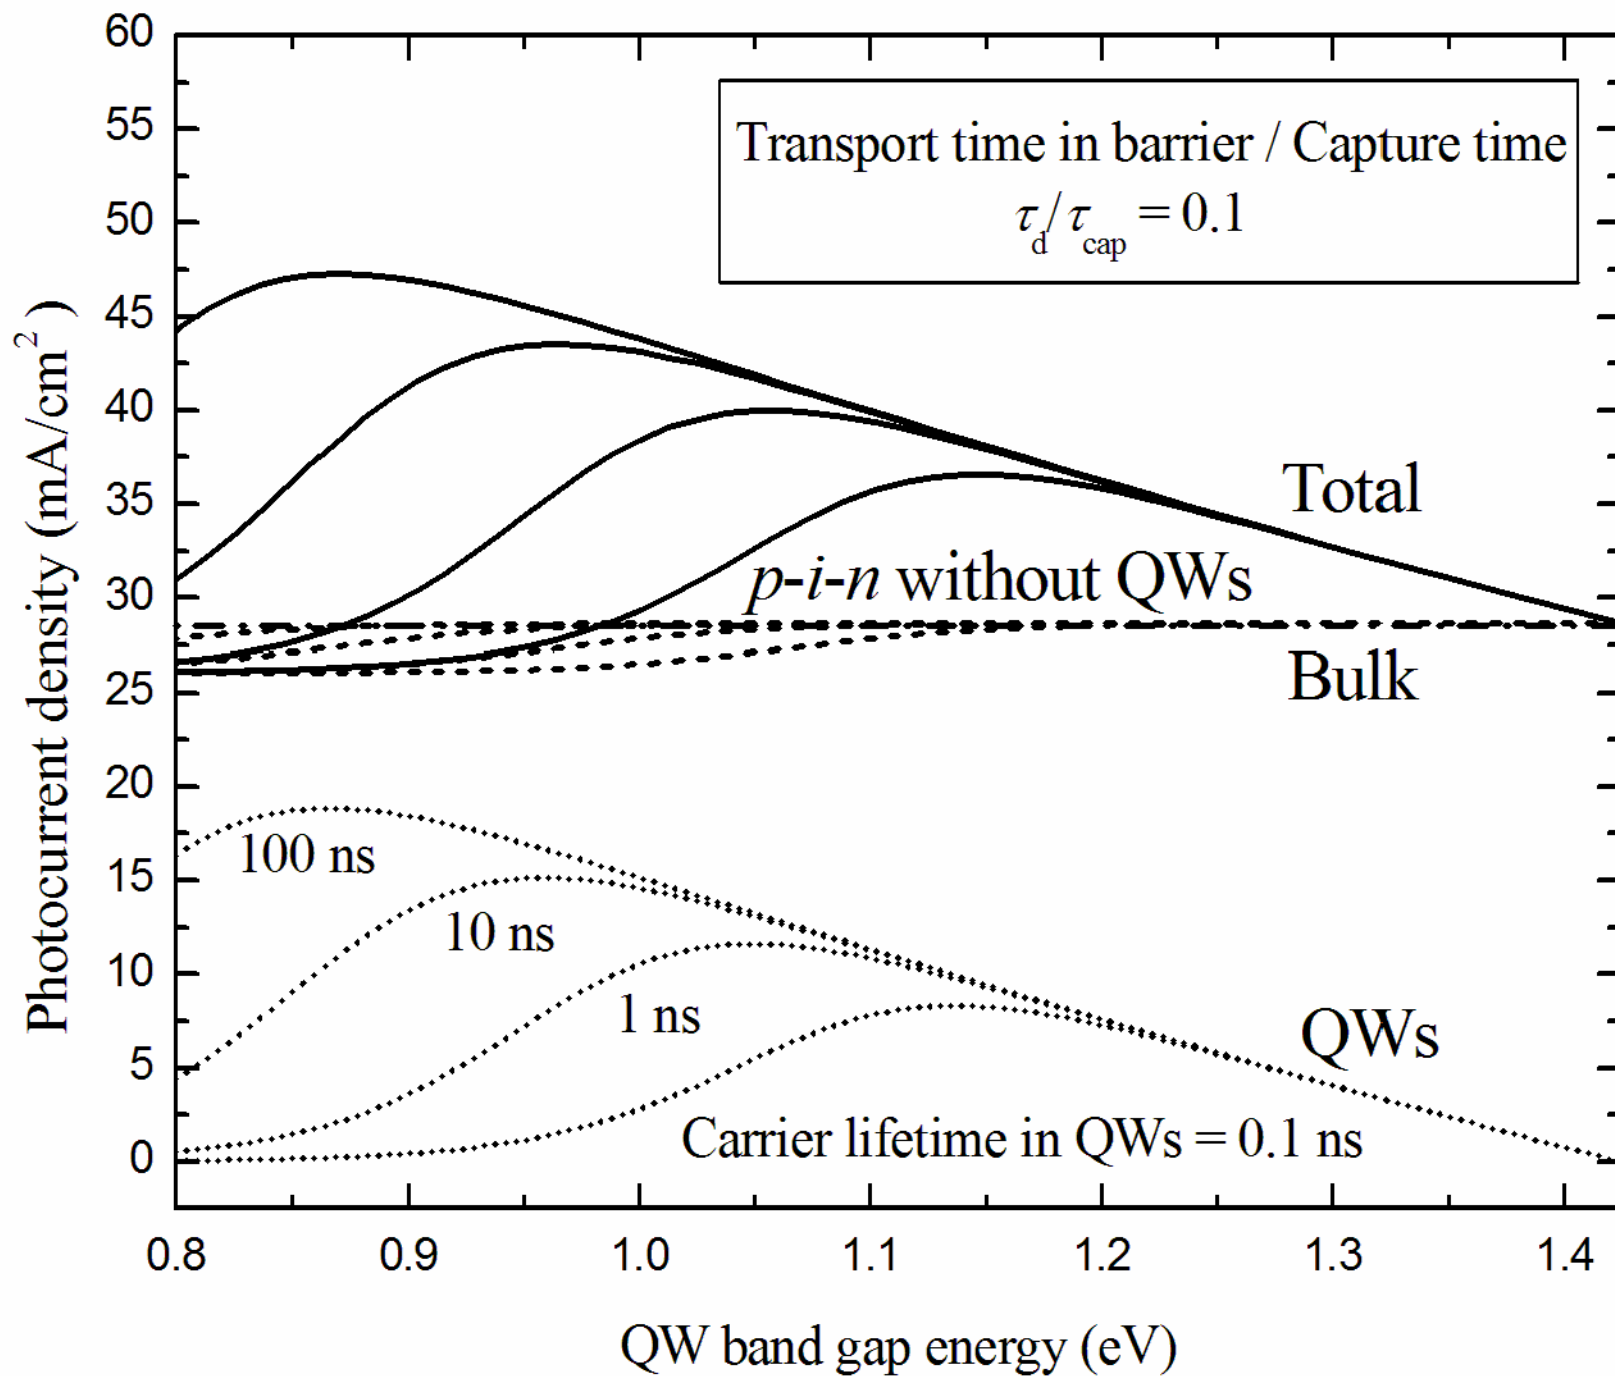 60
55
50
45
40
35
30
25
20
15
10
5
0
Photocurrent density (mA/cm²)
Transport time in barrier / Capture time
τd/τcap = 0.1
Total
p-i-n without QWs
Bulk
100 ns
10 ns
1 ns
QWs
Carrier lifetime in QWs = 0.1 ns
0.8 0.9 1.0 1.1 1.2 1.3 1.4
QW band gap energy (eV)